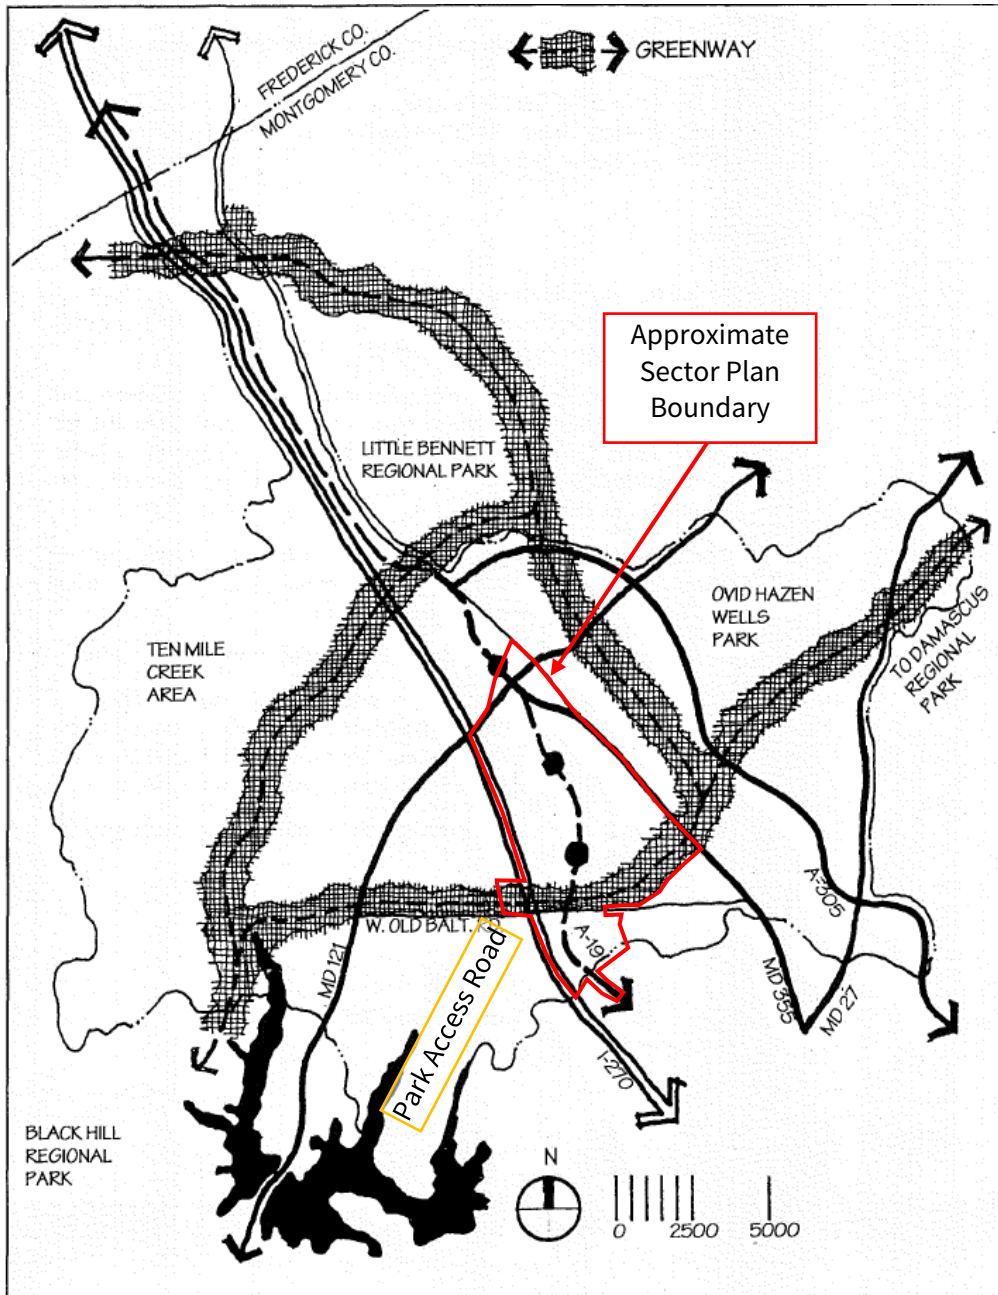 FREDERICK CO.
MONTGOMERY CO.
GREENWAY
Approximate
Sector Plan
Boundary
LITTLE BENNETT
REGIONAL PARK
OVID HAZEN
WELLS
PARK
TEN MILE
CREEK
AREA
TO DAMASCUS
REGIONAL
PARK
A-305
W. OLD BALT. RD
A-19
MD 121
Park Access Road
MD 355
MD 27
I-270
BLACK HILL
REGIONAL
PARK
N
0 2500 5000